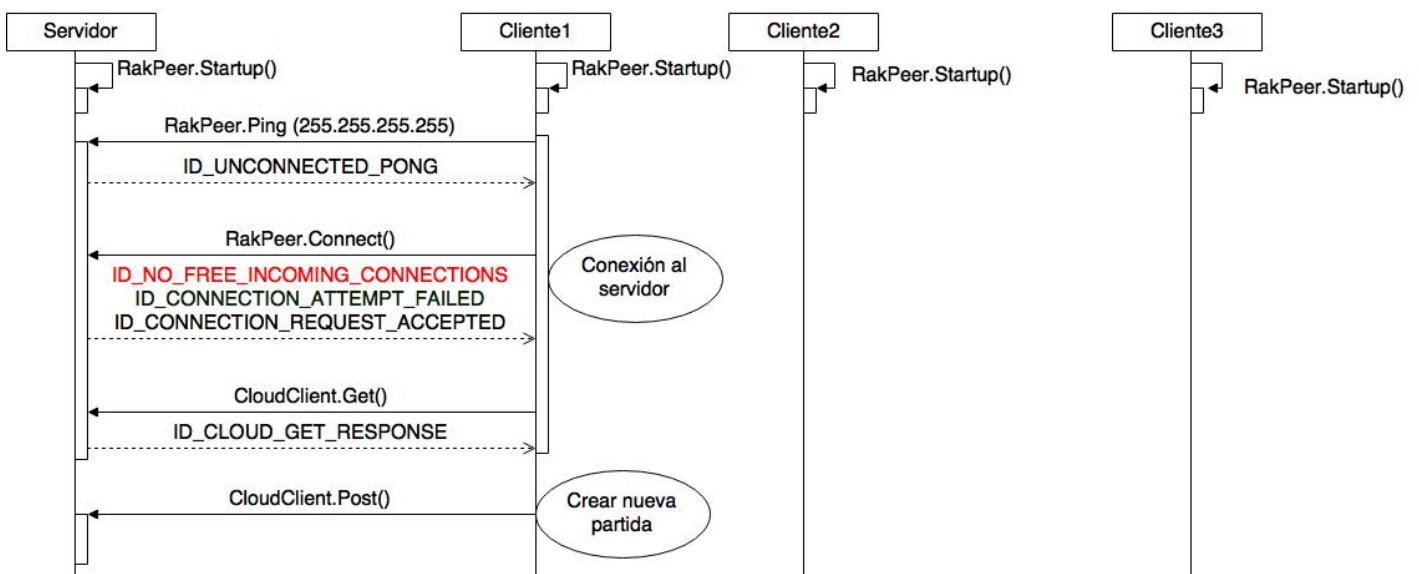 Servidor
Cliente1
Cliente2
Cliente3
RakPeer.Startup()
RakPeer.Startup()
RakPeer.Startup()
RakPeer.Startup()
RakPeer.Ping (255.255.255.255)
ID_UNCONNECTED_PONG
RakPeer.Connect()
Conexión al
servidor
ID_NO_FREE_INCOMING_CONNECTIONS
ID_CONNECTION_ATTEMPT_FAILED
ID_CONNECTION_REQUEST_ACCEPTED
CloudClient.Get()
ID_CLOUD_GET_RESPONSE
CloudClient.Post()
Crear nueva
partida